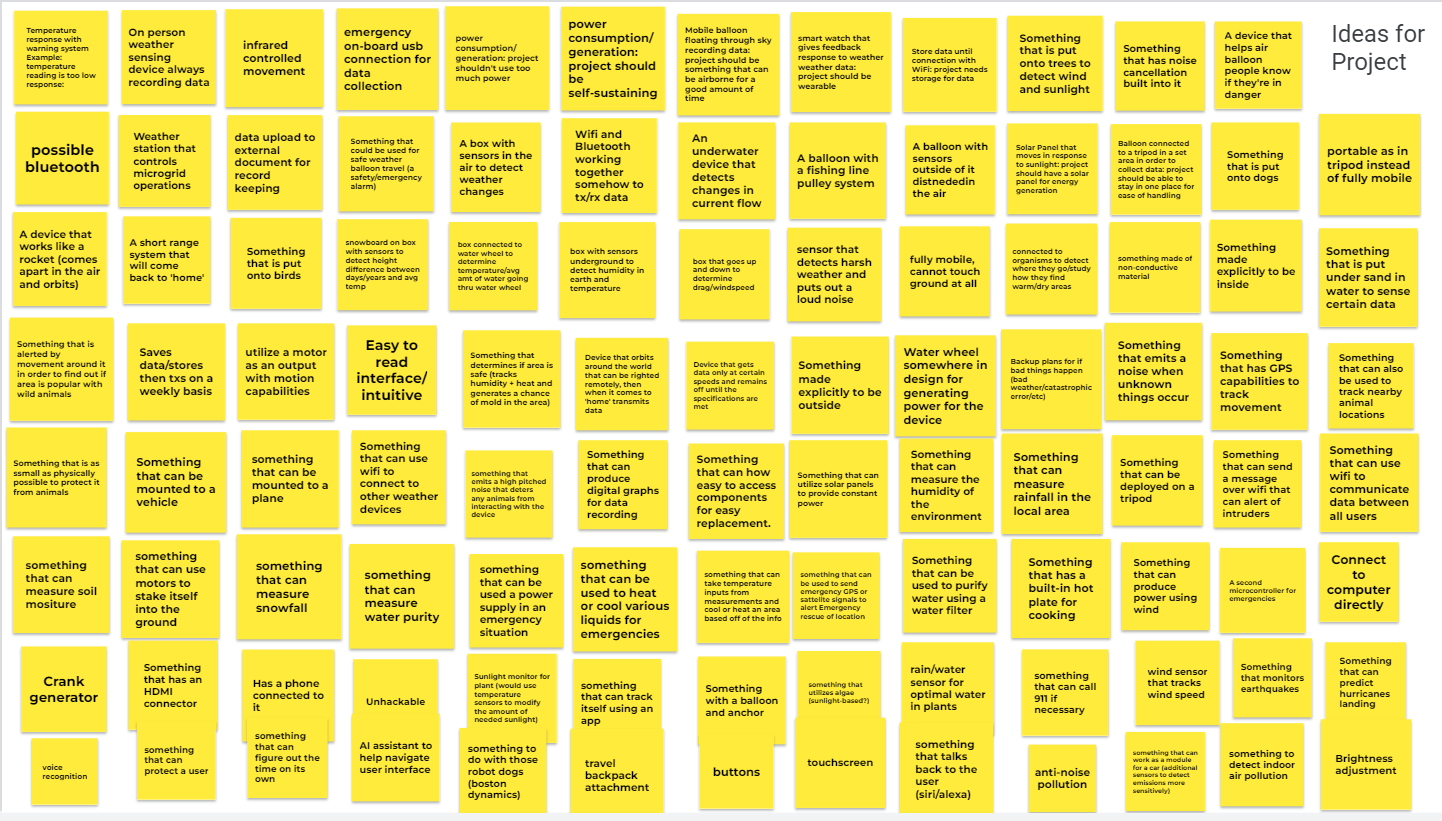 Ideas for
Project
Temperature
response with
warning system
Example:
temperature
reading is too low
response:
On person
weather
sensing
device always
recording data
infrared
controlled
movement
emergency
on-board usb
connection for
data
collection
power
consumption/
generation: project
shouldn't use too
much power
power
consumption/
generation:
project should
be
self-sustaining
Mobile balloon
floating through sky
recording data:
project should be
something that can
be airborne for a
good amount of
time
smart watch that
gives feedback
response to weather
weather data:
project should be
wearable
Store data until
connection with
WiFi: project needs
storage for data
Something
that is put
onto trees to
detect wind
and sunlight
Something
that has noise
cancellation
built into it
A device that
helps air
balloon
people know
if they're in
danger
possible
bluetooth
Weather
station that
controls
microgrid
operations
data upload to
external
document for
record
keeping
Something that
could be used for
safe weather
balloon travel (a
safety/emergency
alarm)
A box with
sensors in the
air to detect
weather
changes
Wifi and
Bluetooth
working
together
somehow to
tx/rx data
An
underwater
device that
detects
changes in
current flow
A balloon with
a fishing line
pulley system
A balloon with
sensors
outside of it
distnededin
the air
Solar Panel that
moves in response
to sunlight: project
should have a solar
panel for energy
generation
Balloon connected
to a tripod in a set
area in order to
collect data: project
should be able to
stay in one place for
ease of handling
Something
that is put
onto dogs
portable as in
tripod instead
of fully mobile
A device that
works like a
rocket (comes
apart in the air
and orbits)
A short range
system that
will come
back to 'home'
Something
that is put
onto birds
snowboard on box
with sensors to
detect height
difference between
days/years and avg
temp
box connected to
water wheel to
determine
temperature/avg
amt of water going
thru water wheel
box with sensors
underground to
detect humidity in
earth and
temperature
box that goes up
and down to
determine
drag/windspeed
sensor that
detects harsh
weather and
puts out a
loud noise
fully mobile,
cannot touch
ground at all
connected to
organisms to detect
where they go/study
how they find
warm/dry areas
something made of
non-conductive
material
Something
made
explicitly to be
inside
Something
that is put
under sand in
water to sense
certain data
Something that is
alerted by
movement around it
in order to find out if
area is popular with
wild animals
Saves
data/stores
then txs on a
weekly basis
utilize a motor
as an output
with motion
capabilities
Easy to
read
interface/
intuitive
Something that
determines if area is
safe (tracks
humidity + heat and
generates a chance
of mold in the area)
Device that orbits
around the world
that can be righted
remotely, then
when it comes to
'home' transmits
data
Device that gets
data only at certain
speeds and remains
off until the
specifications are
met
Something
made
explicitly to be
outside
Water wheel
somewhere in
design for
generating
power for the
device
Backup plans for if
bad things happen
(bad
weather/catastrophic
error/etc)
Something
that emits a
noise when
unknown
things occur
Something
that has GPS
capabilities to
track
movement
Something
that can also
be used to
track nearby
animal
locations
Something that is as
ssmall as physically
possible to protect it
from animals
Something
that can be
mounted to a
vehicle
something
that can be
mounted to a
plane
Something
that can use
wifi to
connect to
other weather
devices
something that
emits a high pitched
noise that deters
any animals from
interacting with the
device
Something
that can
produce
digital graphs
for data
recording
Something
that can how
easy to access
components
for easy
replacement.
Something that can
utilize solar panels
to provide constant
power
Something
that can
measure the
humidity of
the
environment
Something
that can
measure
rainfall in the
local area
Something
that can be
deployed on a
tripod
Something
that can send
a message
over wifi that
can alert of
intruders
Something
that can use
wifi to
communicate
data between
all users
something
that can
measure soil
mositure
something
that can use
motors to
stake itself
into the
ground
something
that can
measure
snowfall
something
that can
measure
water purity
something
that can be
used a power
supply in an
emergency
situation
something
that can be
used to heat
or cool various
liquids for
emergencies
something that can
take temperature
inputs from
measurements and
cool or heat an area
based off of the info
something that can
be used to send
emergency GPS or
sattelite signals to
alert Emergency
rescue of location
Something
that can be
used to purify
water using a
water filter
Something
that has a
built-in hot
plate for
cooking
Something
that can
produce
power using
wind
A second
microcontroller for
emergencies
Connect
to
computer
directly
Crank
generator
Something
that has an
HDMI
connector
Has a phone
connected to
it
Unhackable
Sunlight monitor for
plant (would use
temperature
sensors to modify
the amount of
needed sunlight)
something
that can track
itself using an
app
Something
with a balloon
and anchor
something that
utilizes algae
(sunlight-based?)
rain/water
sensor for
optimal water
in plants
something
that can call
911 if
necessary
wind sensor
that tracks
wind speed
Something
that monitors
earthquakes
Something
that can
predict
hurricanes
landing
voice
recognition
something
that can
protect a user
something
that can
figure out the
time on its
own
AI assistant to
help navigate
user interface
something to
do with those
robot dogs
(boston
dynamics)
travel
backpack
attachment
buttons
touchscreen
something
that talks
back to the
user
(siri/alexa)
anti-noise
pollution
something that can
work as a module
for a car (additional
sensors to detect
emissions more
sensitively)
something to
detect indoor
air pollution
Brightness
adjustment